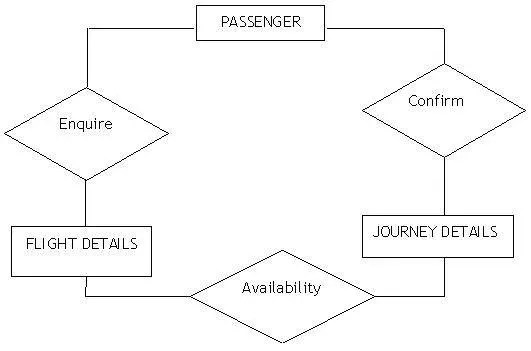 PASSENGER
Confirm
Enquire
JOURNEY DETAILS
FLIGHT DETAILS
Availability